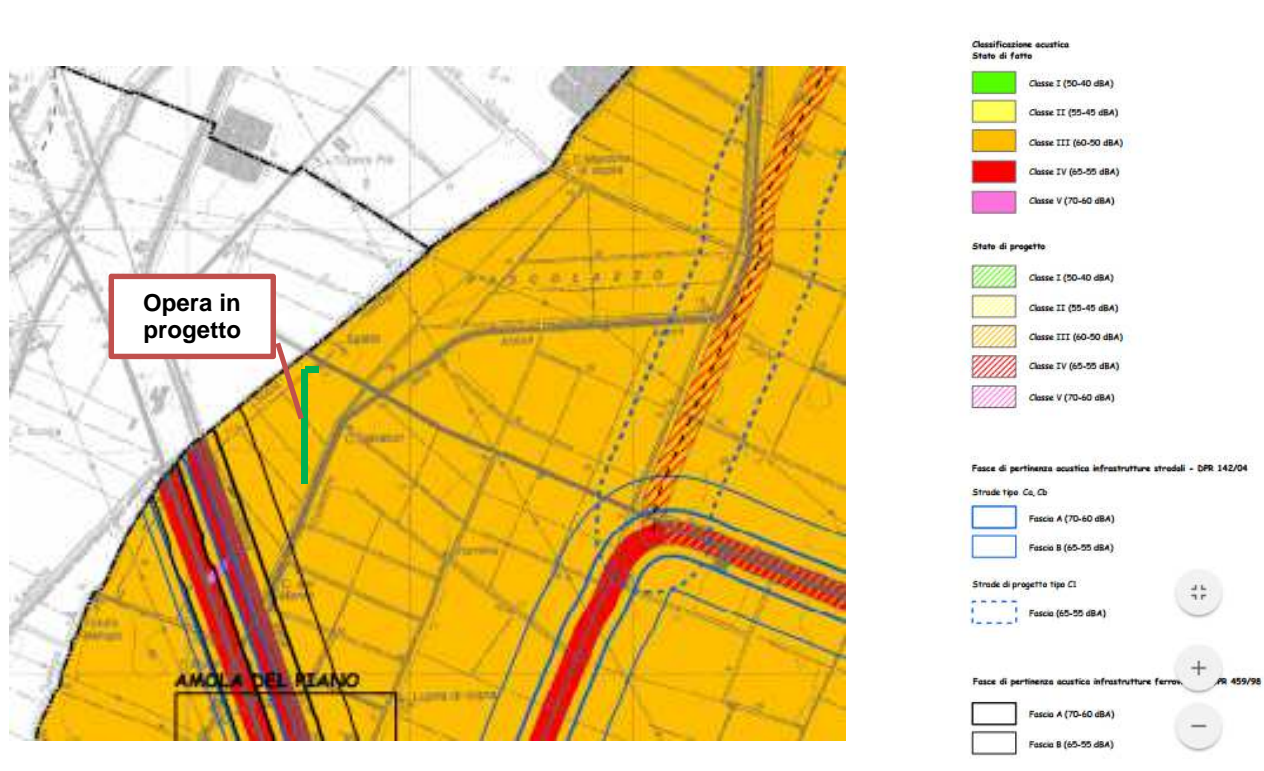 Opera in
progetto
AMOLA DEL PIANO
Classificazione acustica
Stato di fatto
Classe I (50-40 dBA)
Classe II (55-45 dBA)
Classe III (60-50 dBA)
Classe IV (65-55 dBA)
Classe V (70-60 dBA)
Stato di progetto
Classe I (50-40 dBA)
Classe II (55-45 dBA)
Classe III (60-50 dBA)
Classe IV (65-55 dBA)
Classe V (70-60 dBA)
Fasce di pertinenza acustica infrastrutture stradali - DPR 142/04
Strade tipo Ca, Cb
Fascia A (70-60 dBA)
Fascia B (65-55 dBA)
Strade di progetto tipo C1
Fascia (65-55 dBA)
Fasce di pertinenza acustica infrastrutture 459/98
Fascia A (70-60 dBA)
Fascia B (65-55 dBA)